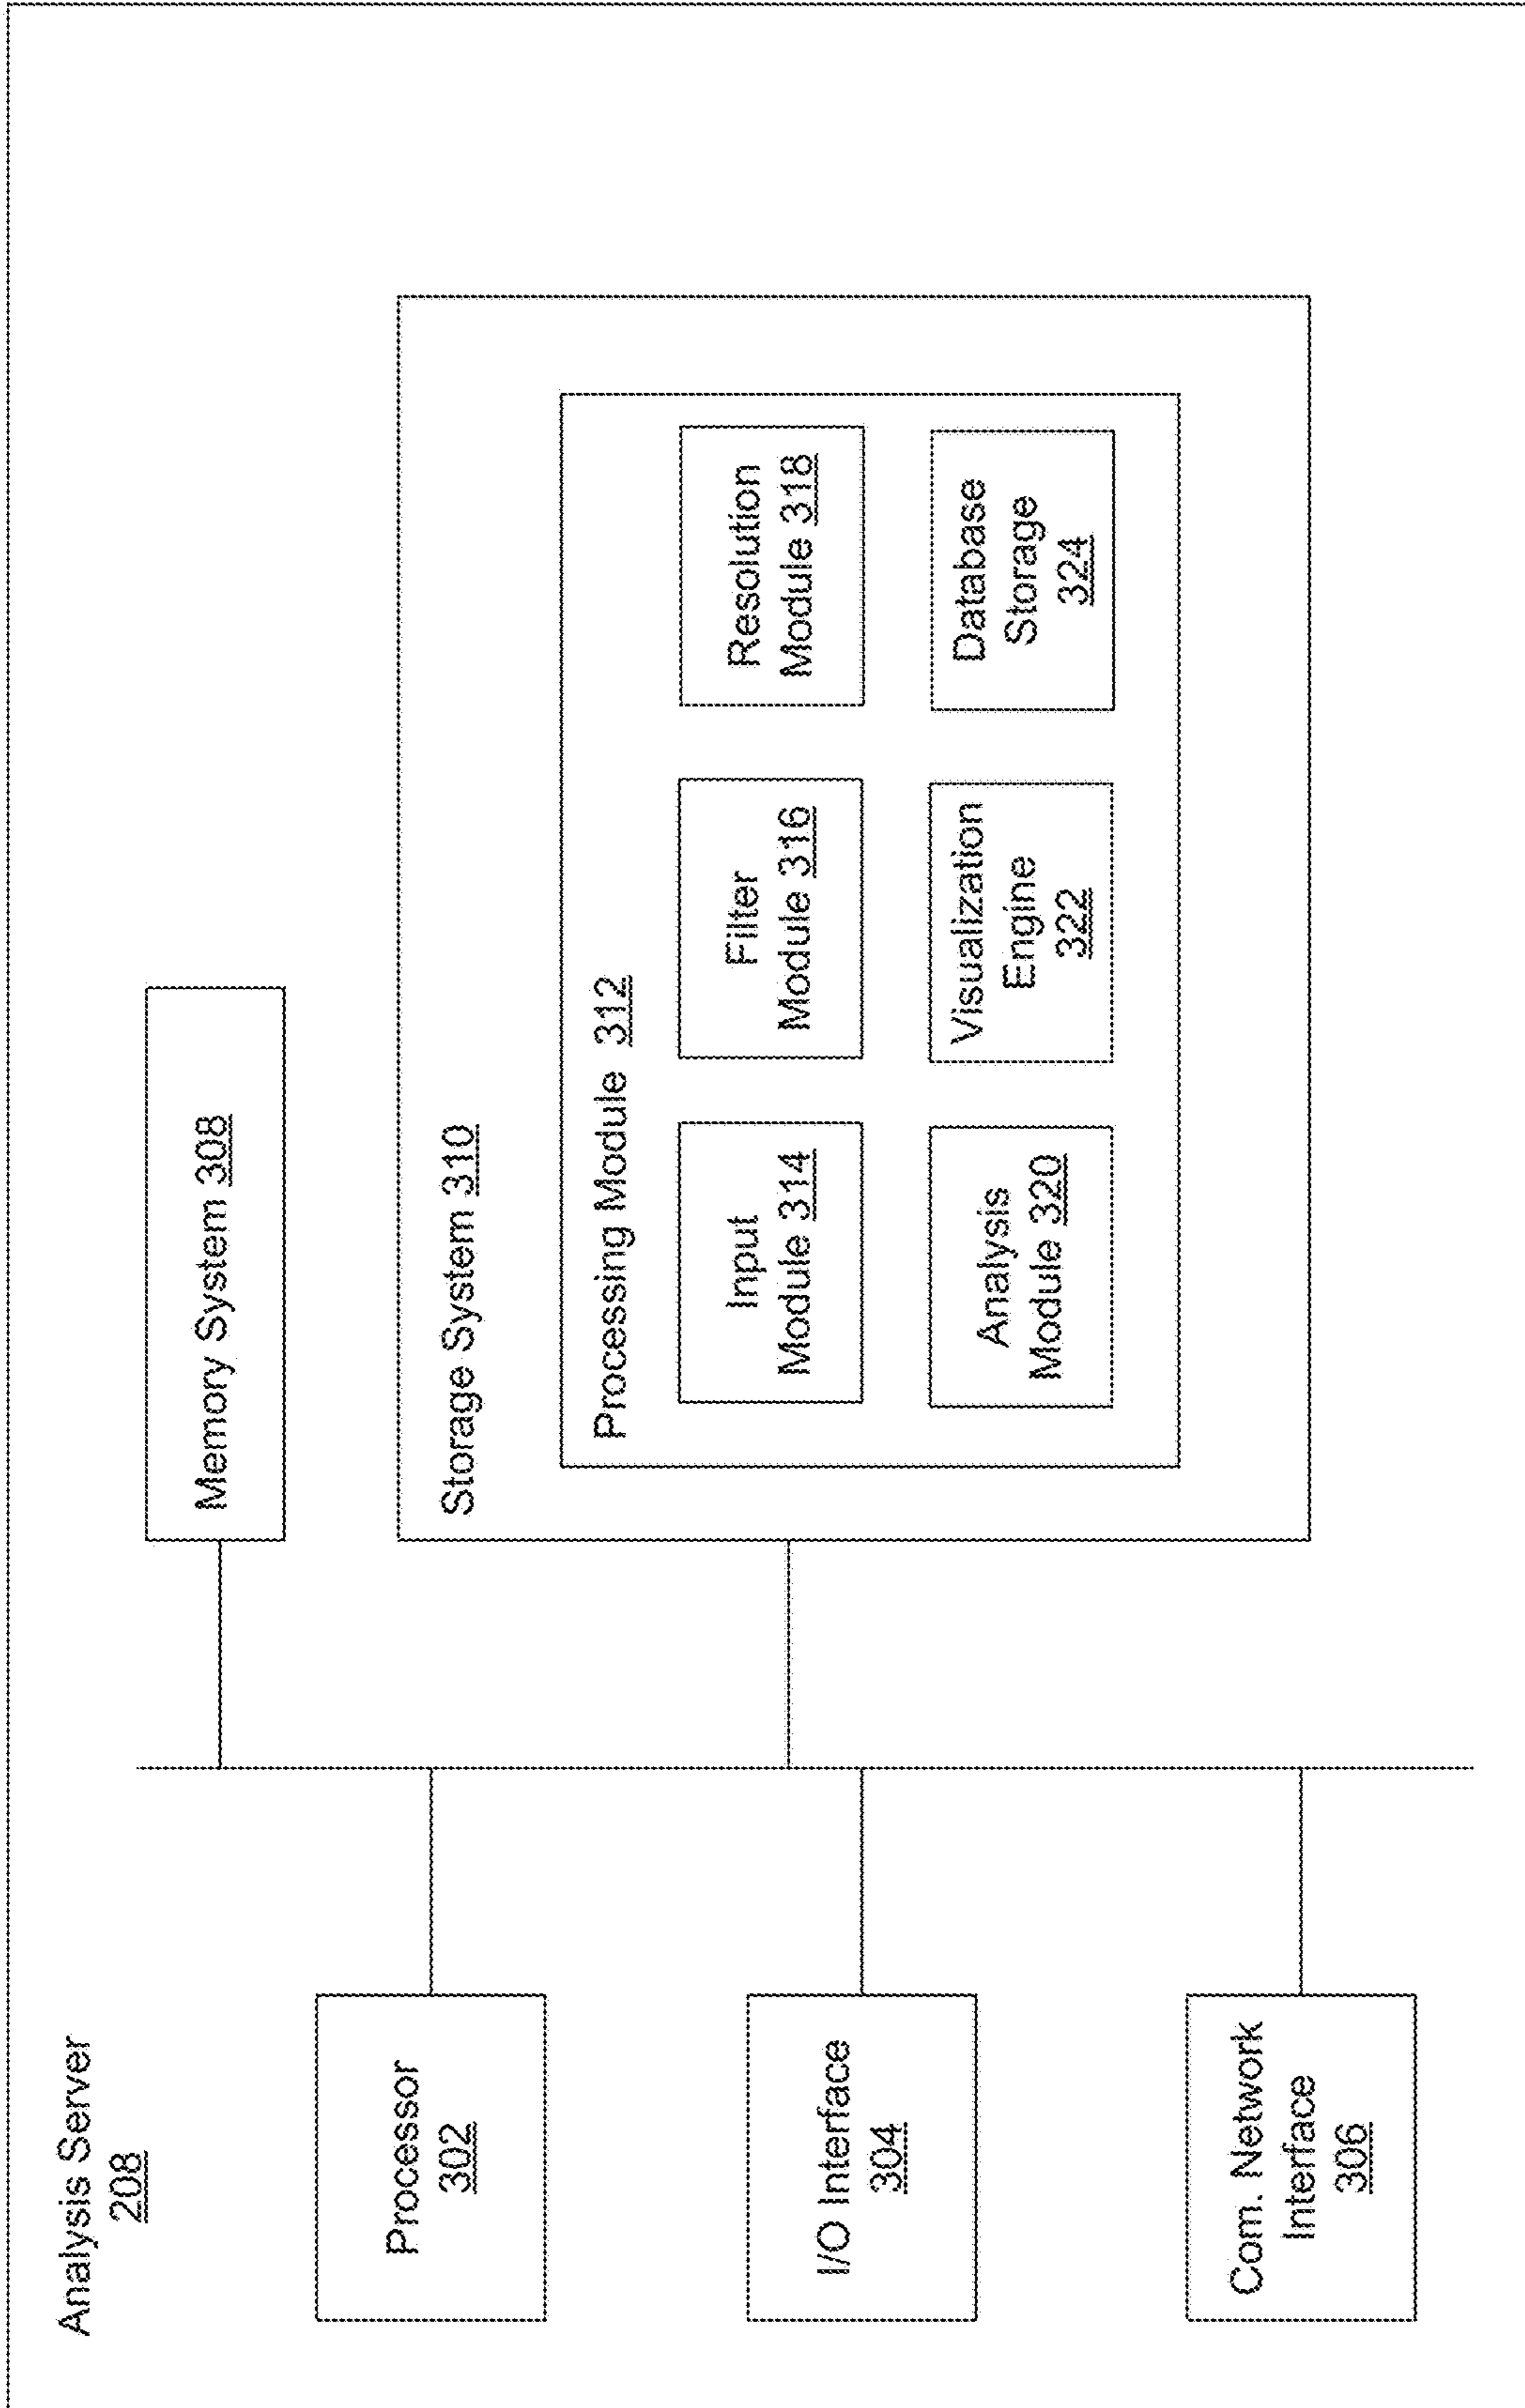 Analysis Server
208
Processor
302
I/O Interface
304
Com. Network
Interface
306
Memory System 308
Storage System 310
Processing Module 312
Input
Module 314
Filter
Module 316
Resolution
Module 318
Analysis
Module 320
Visualization
Engine
322
Database
Storage
324